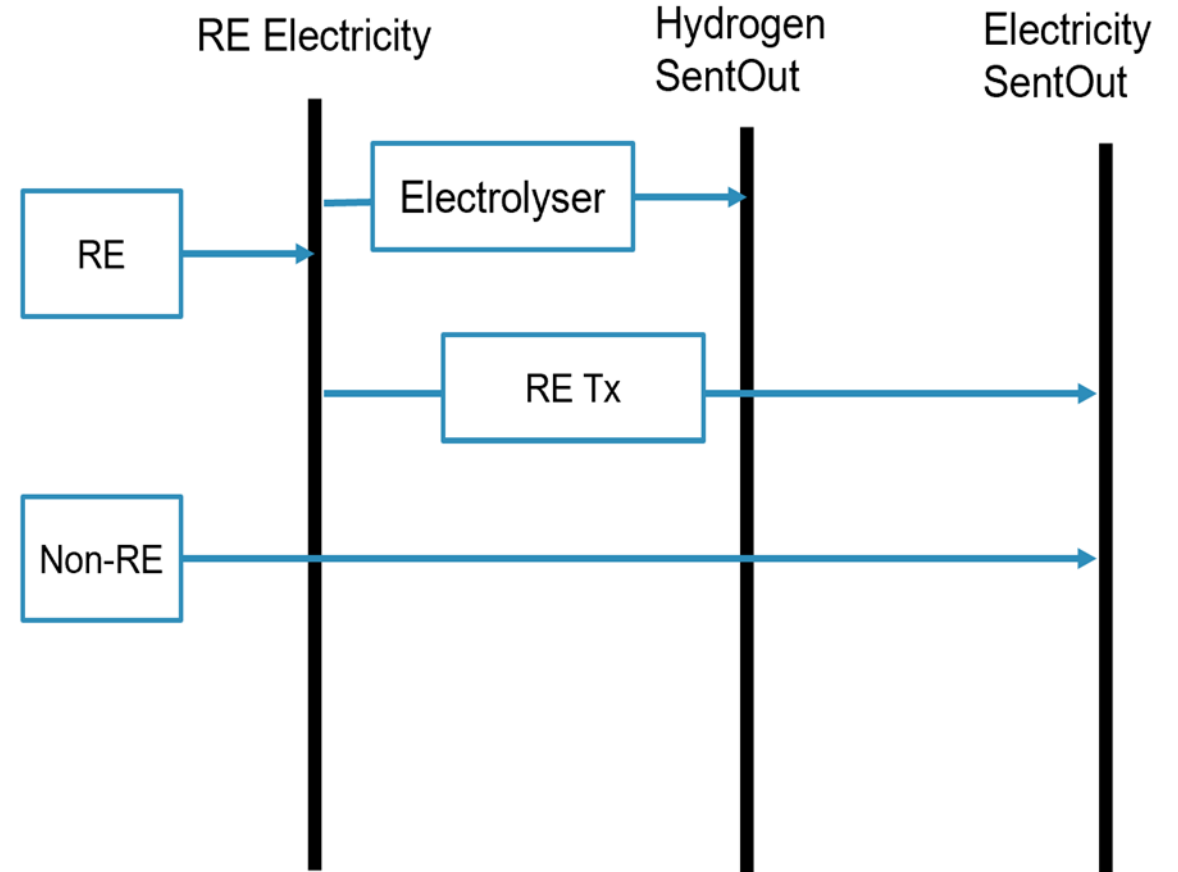 RE Electricity
Hydrogen
SentOut
Electricity
SentOut
Electrolyser
RE
RE Tx
Non-RE